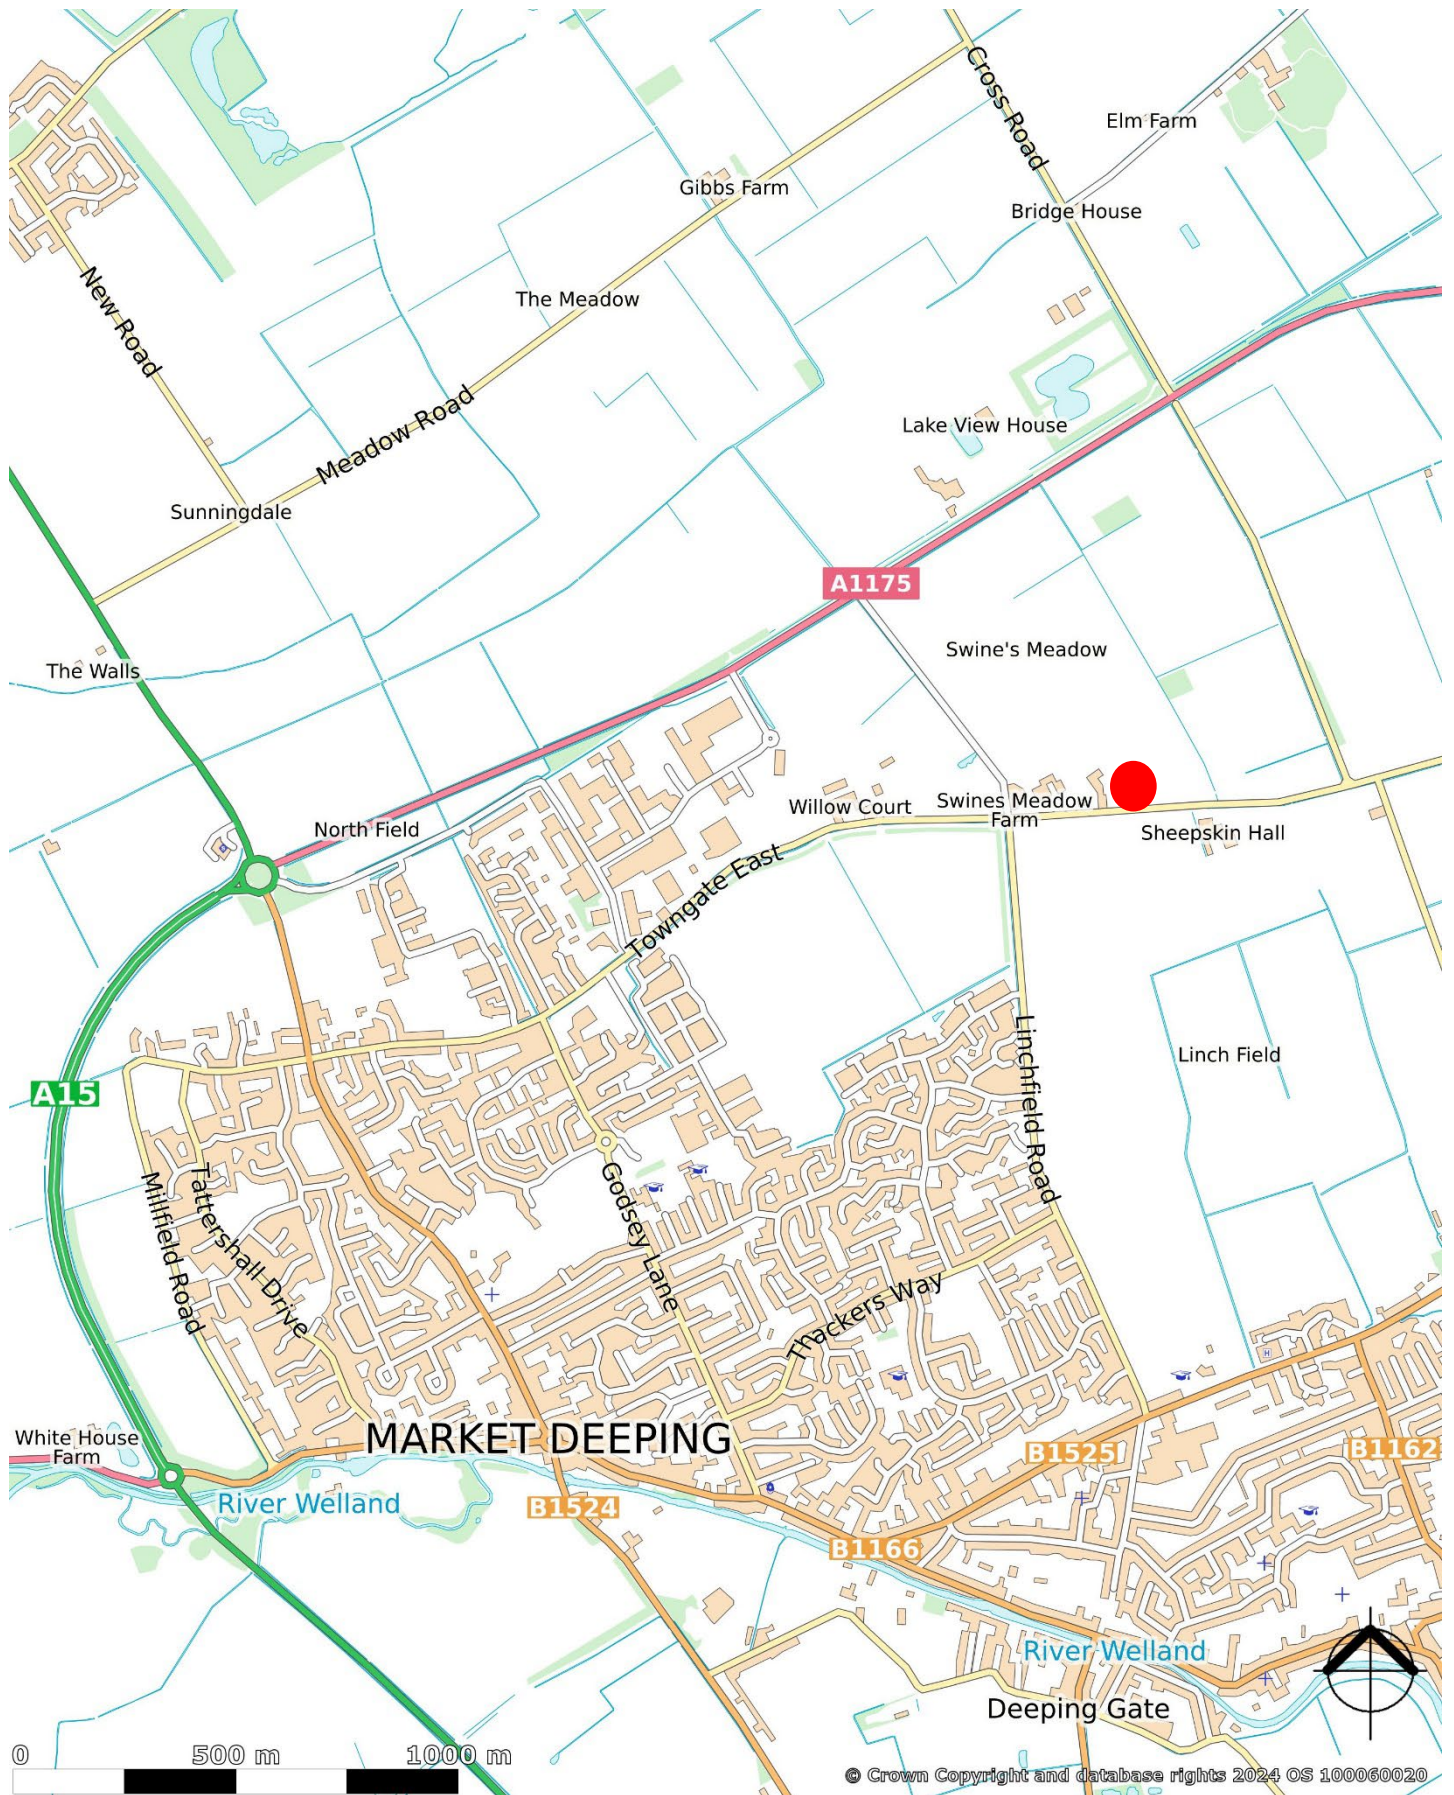 Cross Road
Elm Farm
Gibbs Farm
Bridge House
New Road
The Meadow
Meadow Road
Lake View House
Sunningdale
A1175
Swine's Meadow
The Walls
Willow Court
Swines Meadow
Farm
North Field
Sheepskin Hall
Towngate East
Linchfield Road
Linch Field
A15
Millfield Road
Tattershall Drive
Godsey Lane
Thackers Way
MARKET DEEPING
White House
Farm
B1525
B1162
River Welland
B1524
B1166
River Welland
Deeping Gate
0 500 m 1000 m
© Crown Copyright and database rights 2024 OS 100060020